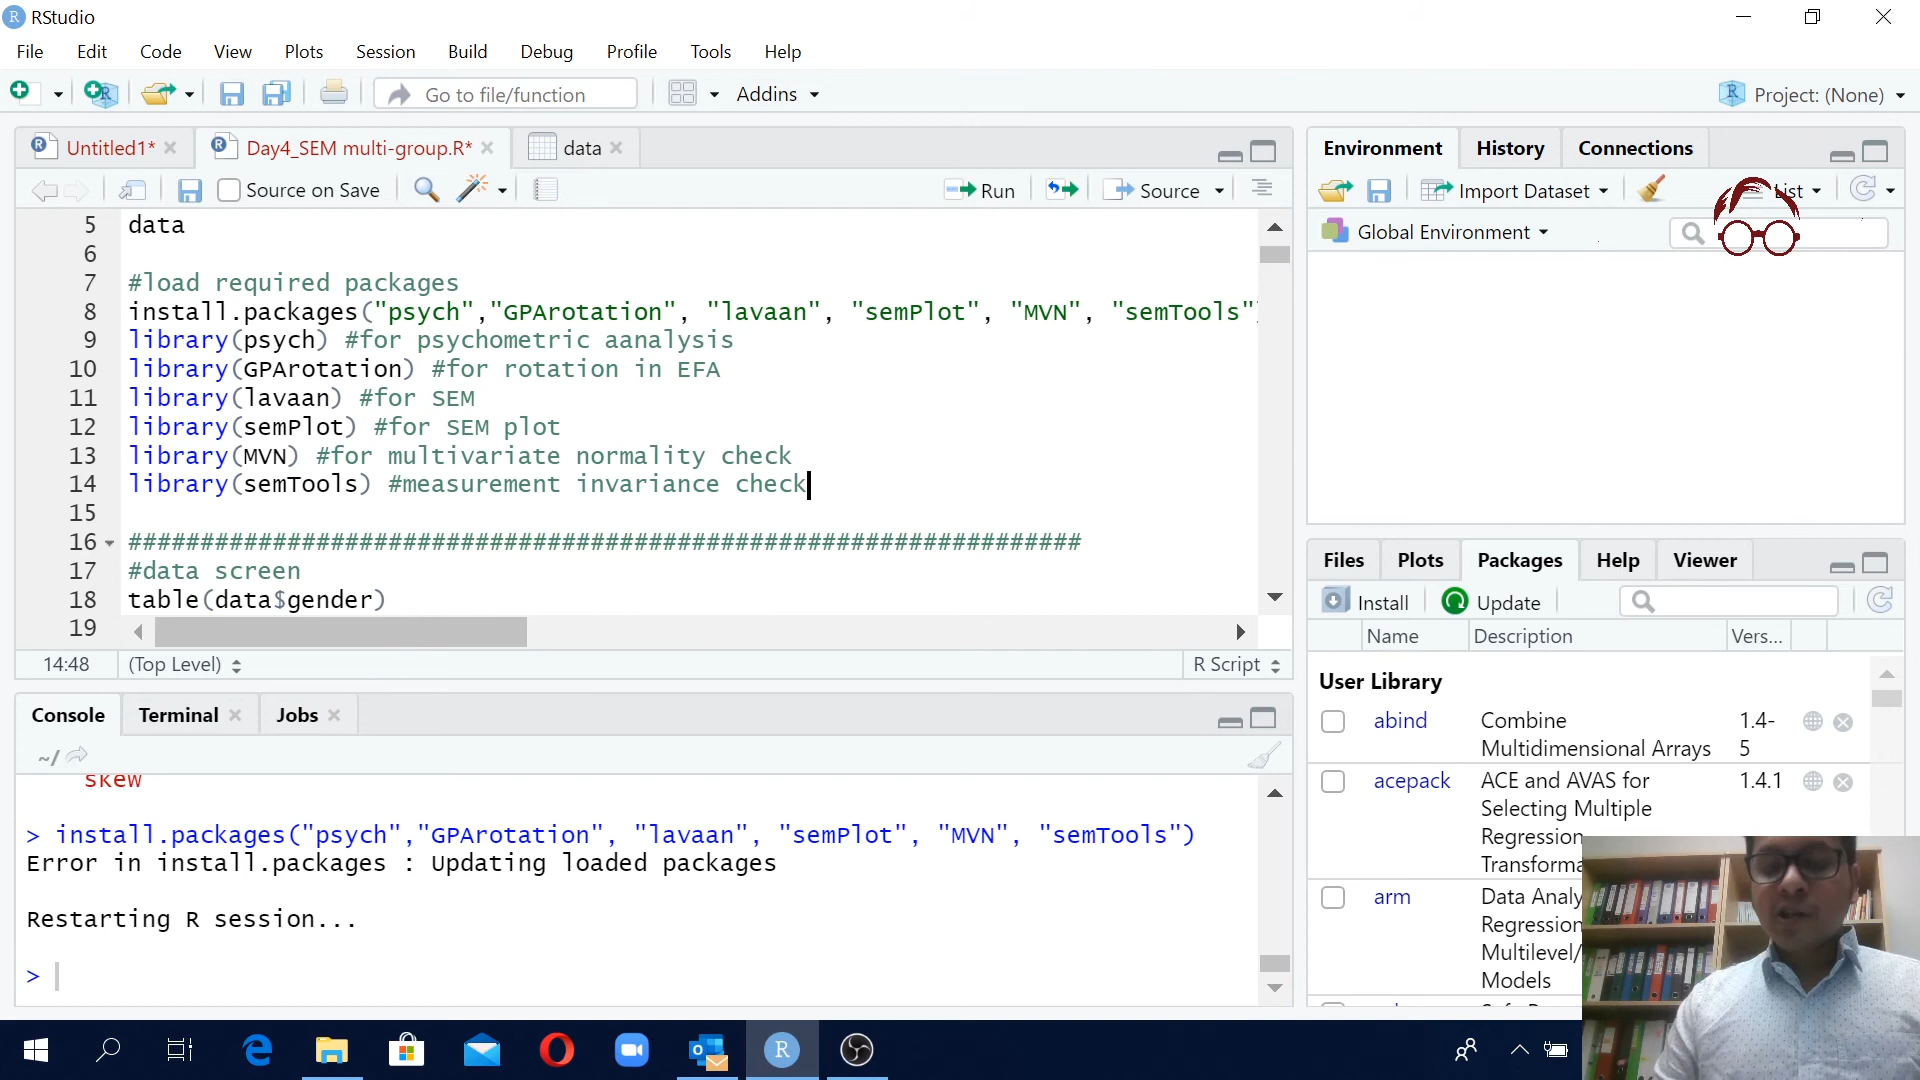 RStudio
File Edit Code View Plots Session Build Debug Profile Tools Help
Go to file/function Addins Project: (None)
Untitled1* Day4_SEM multi-group.R* data
Source on Save Run Source
5 data
6
7 #load required packages
8 install.packages("psych","GPArotation", "lavaan", "semPlot", "MVN", "semTools"
9 library(psych) #for psychometric aanalysis
10 library(GPArotation) #for rotation in EFA
11 library(lavaan) #for SEM
12 library(semPlot) #for SEM plot
13 library(MVN) #for multivariate normality check
14 library(semTools) #measurement invariance check
15
16 ##################################################################
17 #data screen
18 table(data$gender)
19
14:48 (Top Level) R Script
Console Terminal Jobs
~/
skew
> install.packages("psych","GPArotation", "lavaan", "semPlot", "MVN", "semTools")
Error in install.packages : Updating loaded packages
Restarting R session...
>
Environment History Connections
Import Dataset List
Global Environment
Files Plots Packages Help Viewer
Install Update
Name Description Vers...
User Library
abind Combine 1.4-
Multidimensional Arrays 5
acepack ACE and AVAS for 1.4.1
Selecting Multiple
Regression
Transforma
arm Data Analy
Regression
Multilevel/
Models